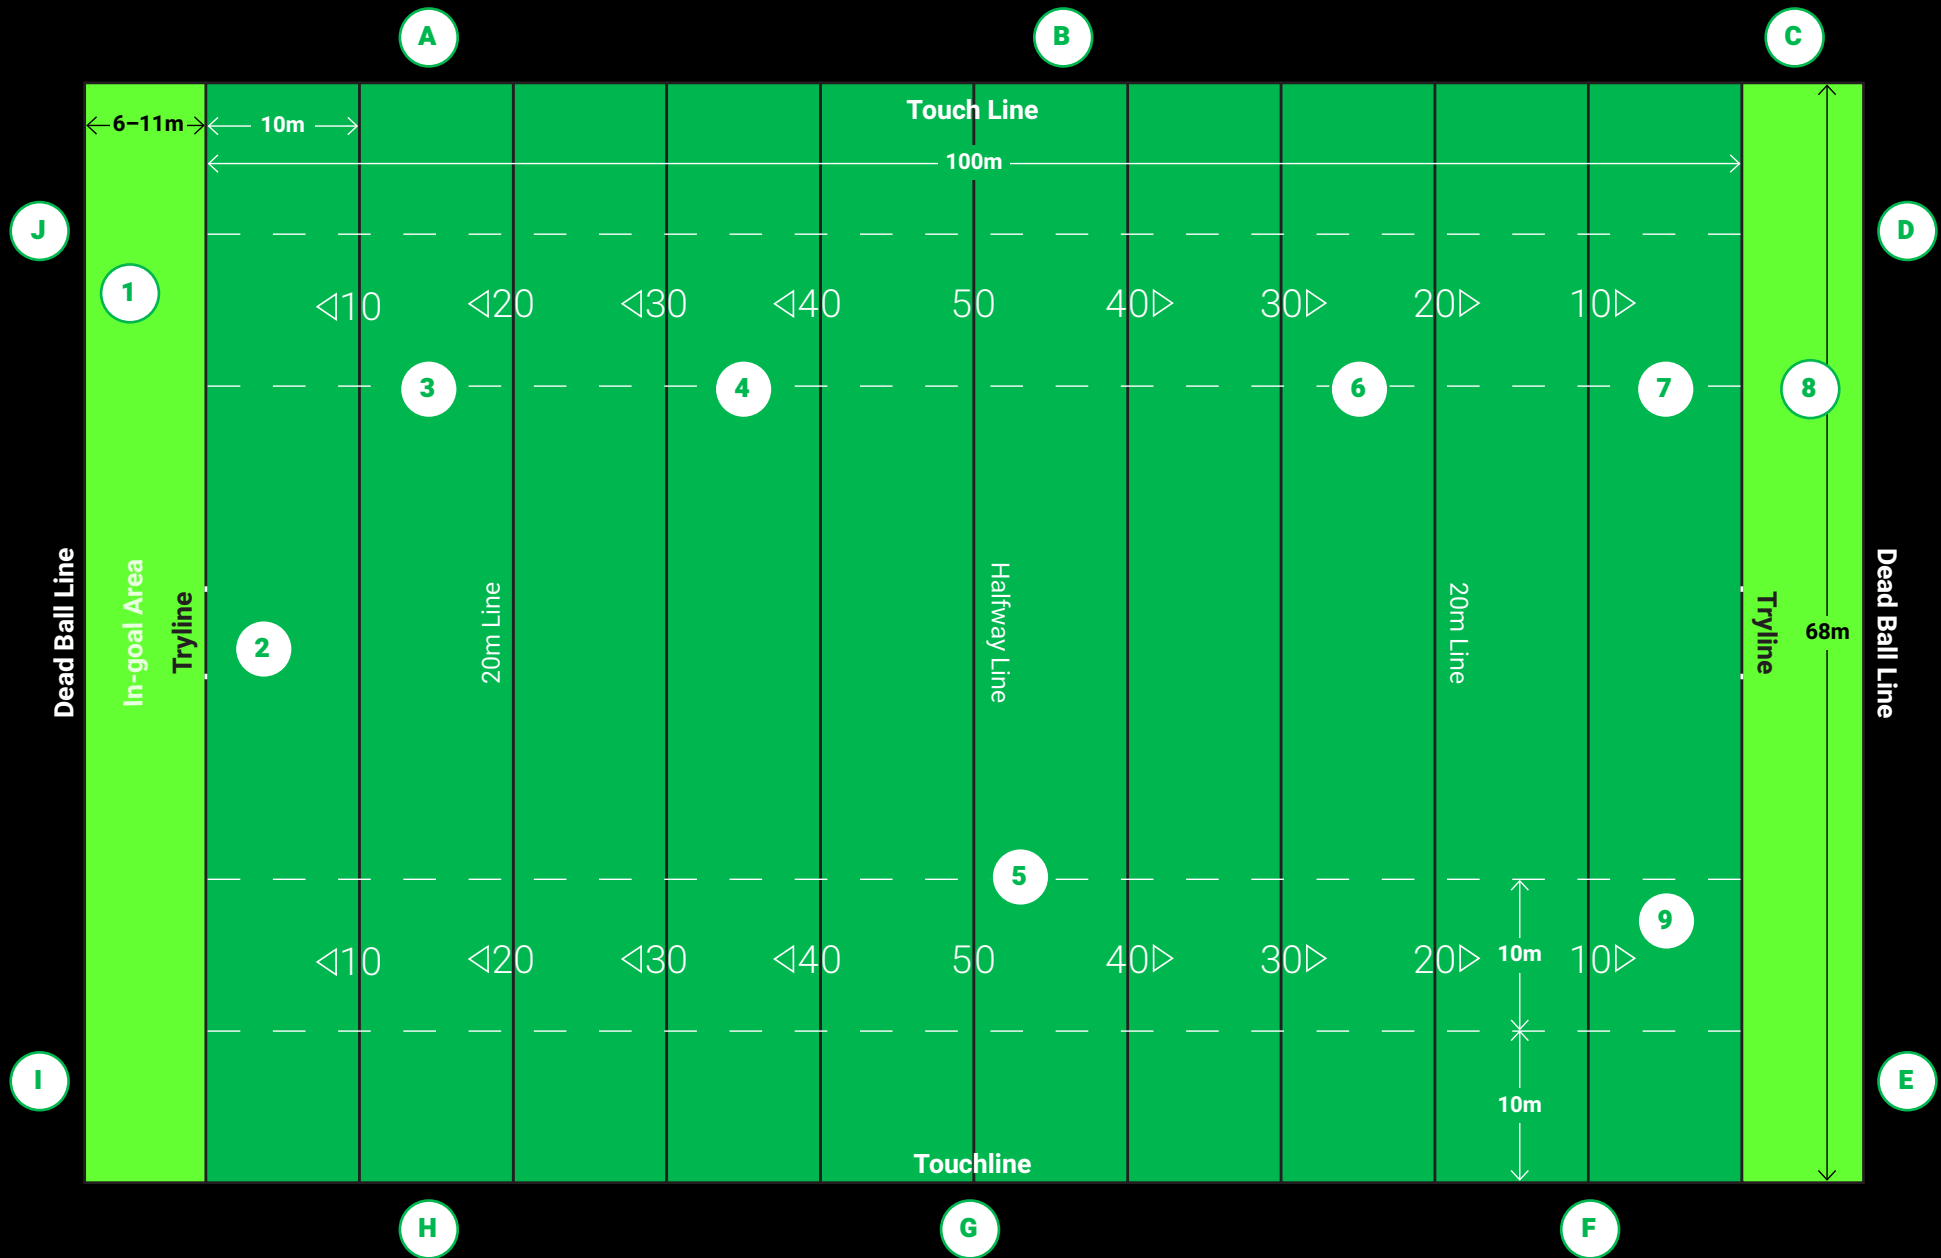 A
B
C
Touch Line
6–11m
10m
100m
J
D
1
10
20
30
40
50
40
30
20
10
3
4
6
7
8
Dead Ball Line
In-goal Area
Tryline
2
20m Line
Halfway Line
20m Line
Tryline
68m
Dead Ball Line
5
9
10
20
30
40
50
40
30
20
10m
10
I
E
10m
Touchline
H
G
F